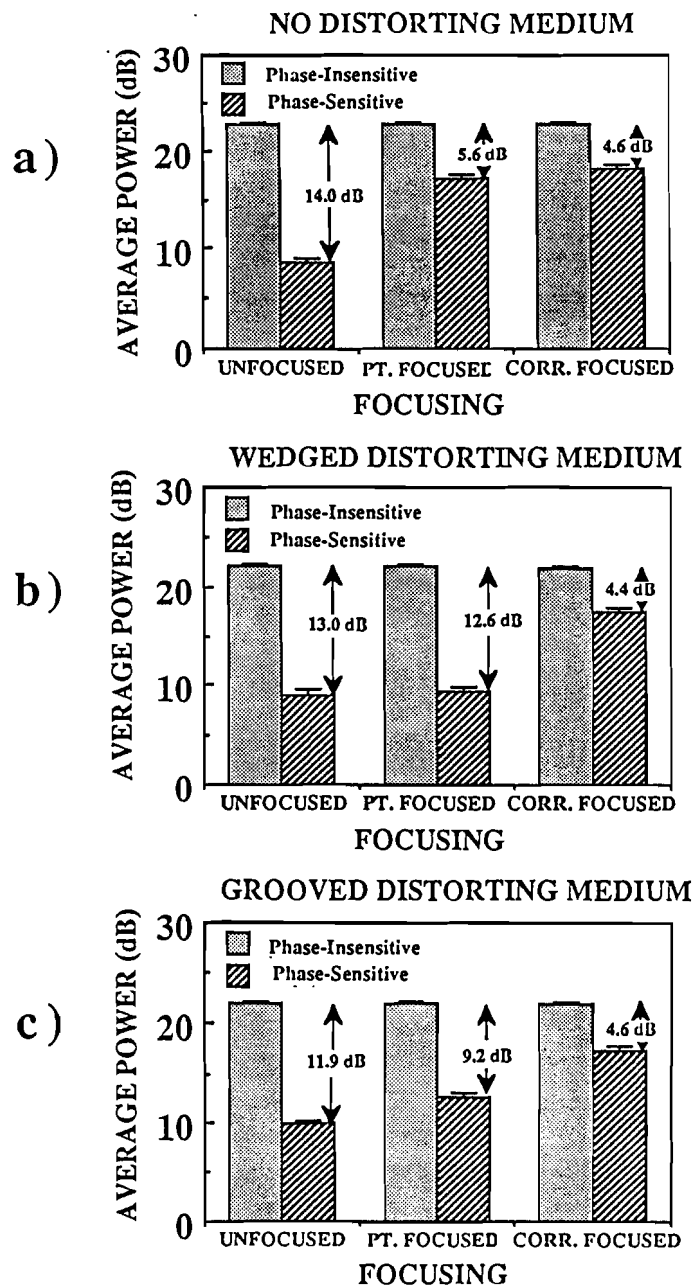 NO DISTORTING MEDIUM
a)
AVERAGE POWER (dB)
30
20
10
0
Phase-Insensitive
Phase-Sensitive
14.0 dB
5.6 dB
4.6 dB
UNFOCUSED
PT. FOCUSED
CORR. FOCUSED
FOCUSING
WEDGED DISTORTING MEDIUM
b)
AVERAGE POWER (dB)
30
20
10
0
Phase-Insensitive
Phase-Sensitive
13.0 dB
12.6 dB
4.4 dB
UNFOCUSED
PT. FOCUSED
CORR. FOCUSED
FOCUSING
GROOVED DISTORTING MEDIUM
c)
AVERAGE POWER (dB)
30
20
10
0
Phase-Insensitive
Phase-Sensitive
11.9 dB
9.2 dB
4.6 dB
UNFOCUSED
PT. FOCUSED
CORR. FOCUSED
FOCUSING